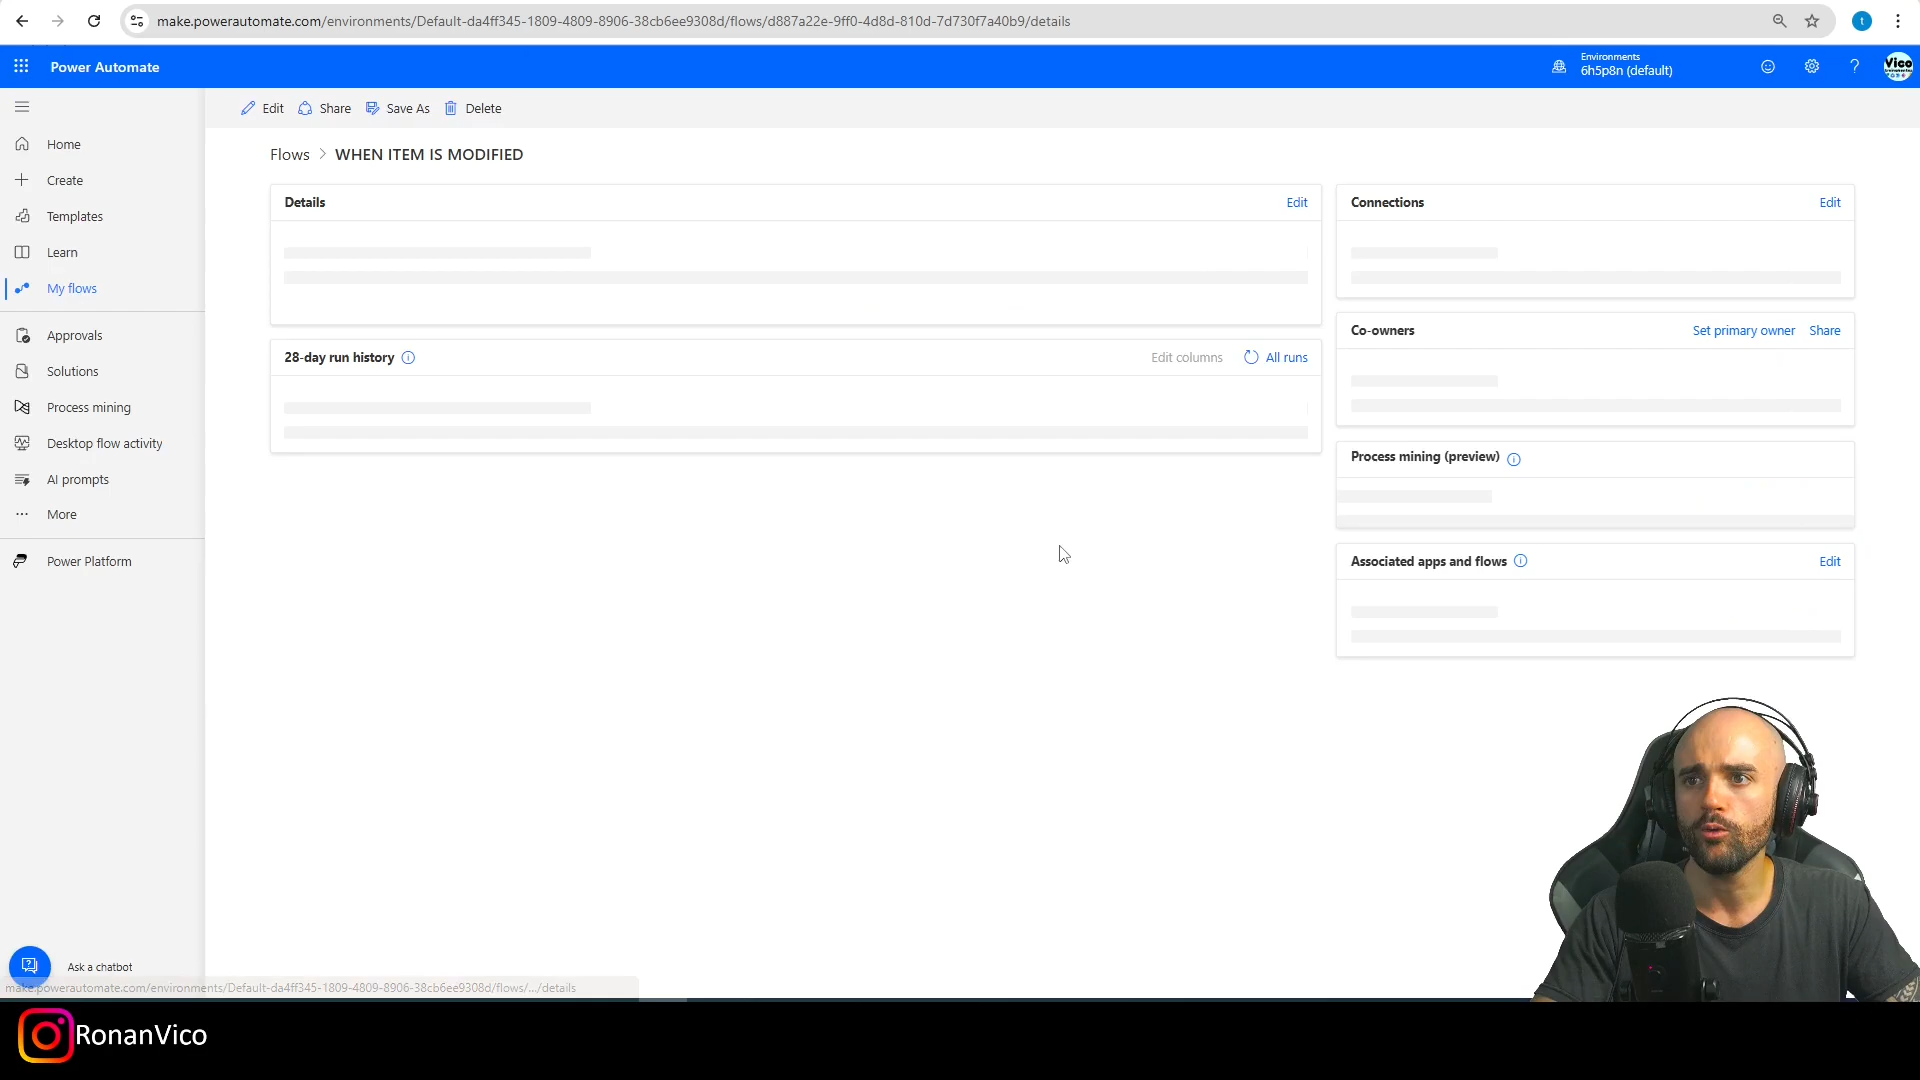 make.powerautomate.com/environments/Default-da4ff345-1809-4809-8906-38cb6ee9308d/flows/d887a22e-9ff0-4d8d-810d-7d730f7a40b9/details
t
Power Automate
Environments
6h5p8n (default)
?
Vico
Edit
Share
Save As
Delete
Home
Create
Templates
Learn
My flows
Approvals
Solutions
Process mining
Desktop flow activity
AI prompts
More
Power Platform
Flows > WHEN ITEM IS MODIFIED
Details
Edit
28-day run history
Edit columns
All runs
Connections
Edit
Co-owners
Set primary owner
Share
Process mining (preview)
Associated apps and flows
Edit
Ask a chatbot
make.powerautomate.com/environments/Default-da4ff345-1809-4809-8906-38cb6ee9308d/flows/.../details
RonanVico